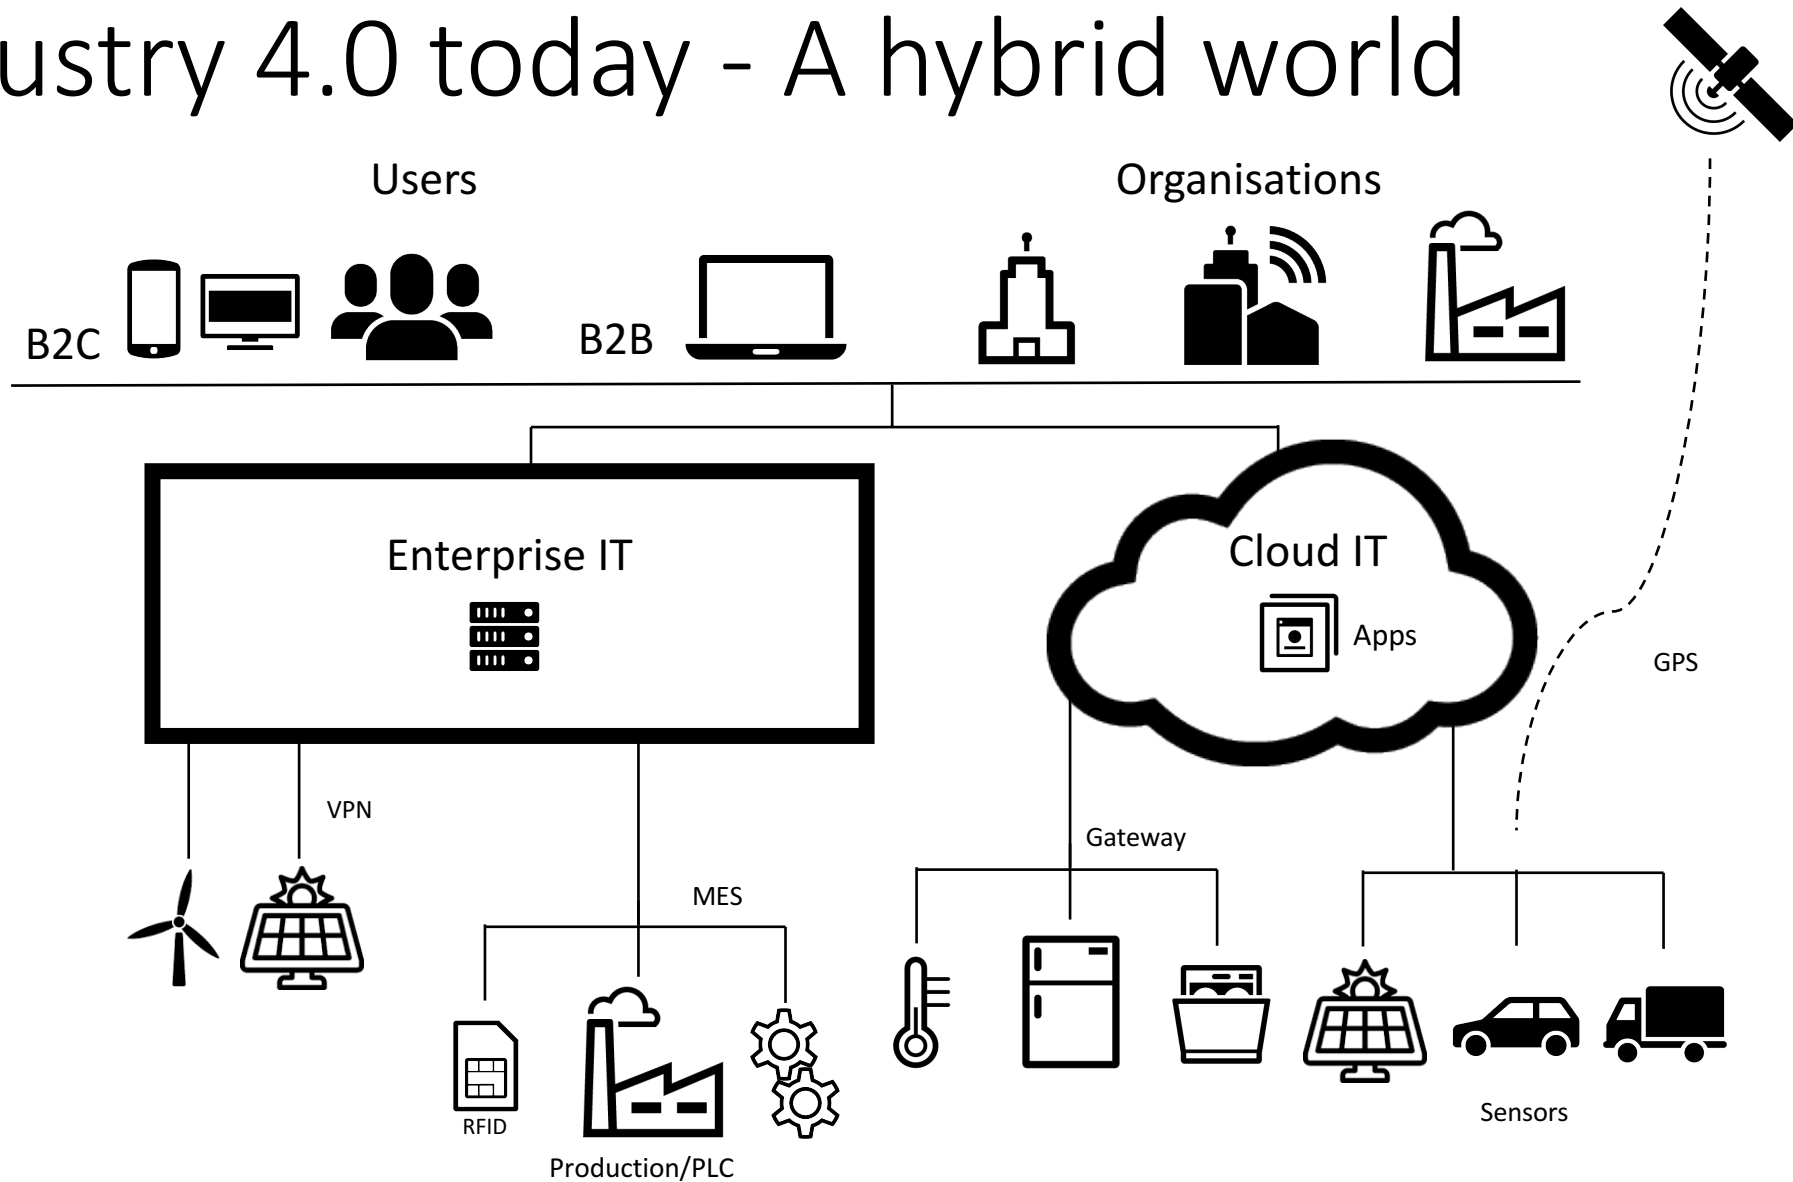 ustry 4.0 today - A hybrid world
Users
Organisations
B2C
B2B
Enterprise IT
Cloud IT
Apps
GPS
VPN
Gateway
MES
RFID
Sensors
Production/PLC